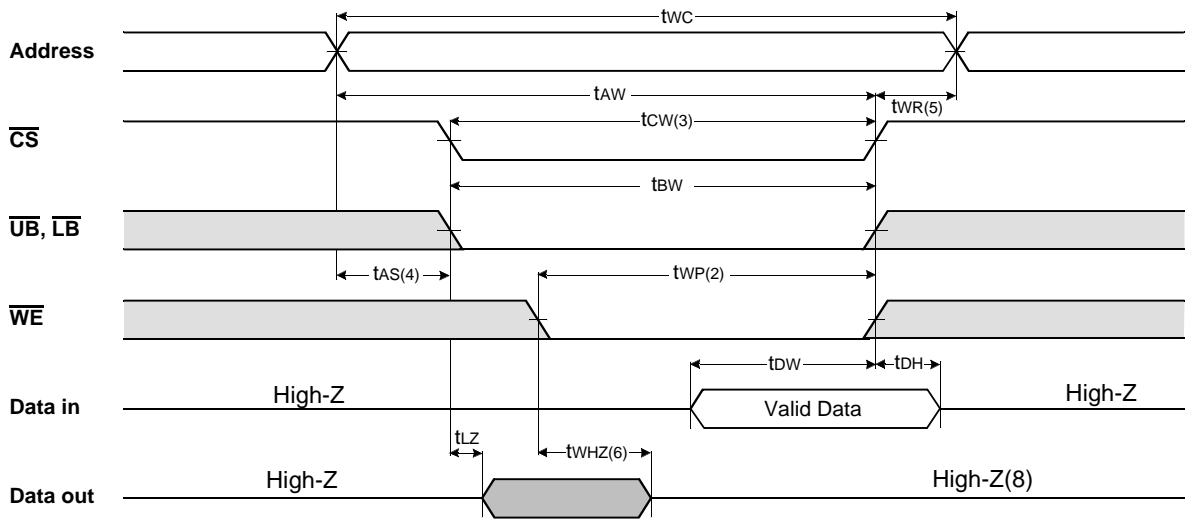 tWC
Address
tAW
tWR(5)
CS
tCW(3)
tBW
UB, LB
tAS(4)
tWP(2)
WE
tDW
tDH
Data in
High-Z
Valid Data
High-Z
tLZ
tWHZ(6)
Data out
High-Z
High-Z(8)